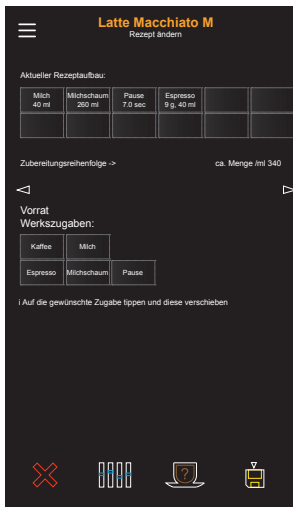 Latte Macchiato M
Rezept ändern
Aktueller Rezeptaufbau:
Milch Milchschaum Pause Espresso
40 ml 260 ml 7.0 sec 9 g, 40 ml
Zubereitungsreihenfolge -> ca. Menge /ml 340
Vorrat
Werkszugaben:
Kaffee Milch
Espresso Milchschaum Pause
i Auf die gewünschte Zugabe tippen und diese verschieben
?